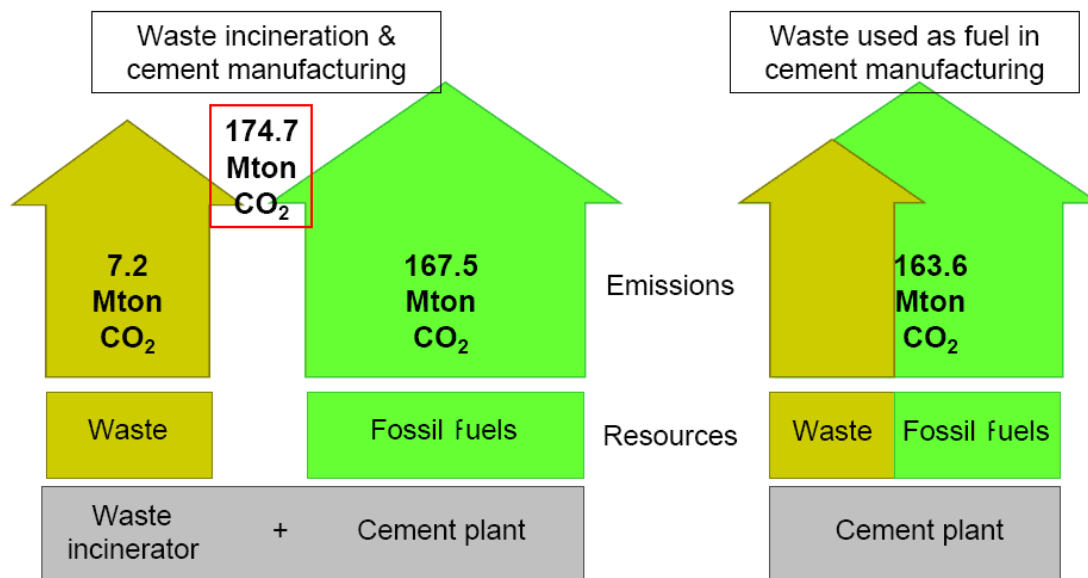 Waste incineration &
cement manufacturing
174.7
Mton
CO₂
7.2
Mton
CO₂
167.5
Mton
CO₂
Emissions
Waste
Fossil fuels
Resources
Waste
incinerator
+
Cement plant
Waste used as fuel in
cement manufacturing
163.6
Mton
CO₂
Waste
Fossil fuels
Cement plant